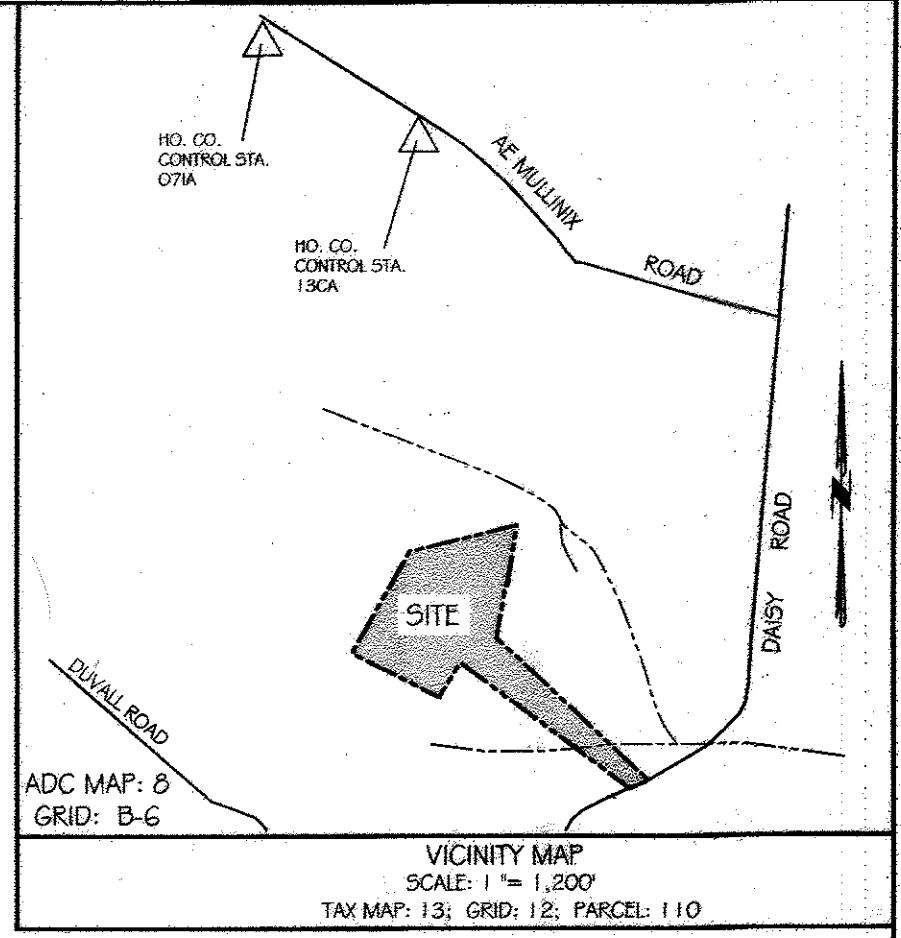 HO. CO.
CONTROL STA.
071A
HO. CO.
CONTROL STA.
13CA
AE MULLINIX
ROAD
DAISY ROAD
SITE
DUVALL ROAD
ADC MAP: 8
GRID: B-6
VICINITY MAP
SCALE: 1 "= 1,200'
TAX MAP: 13; GRID: 12; PARCEL: 110